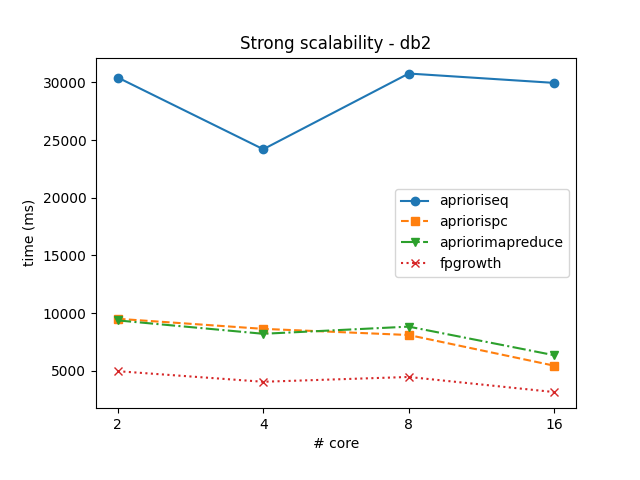 Strong scalability - db2
time (ms)
30000
25000
20000
15000
10000
5000
aprioriseq
apriorispc
apriorimapreduce
fpgrowth
2 4 8 16
# core